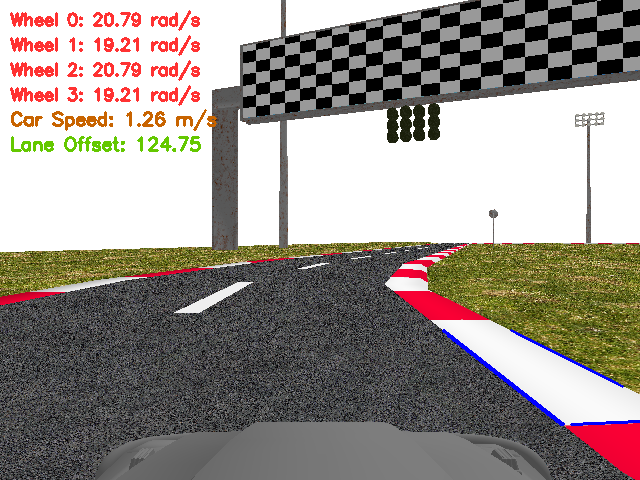 Wheel 0: 20.79 rad/s
Wheel 1: 19.21 rad/s
Wheel 2: 20.79 rad/s
Wheel 3: 19.21 rad/s
Car Speed: 1.26 m/s
Lane Offset: 124.75